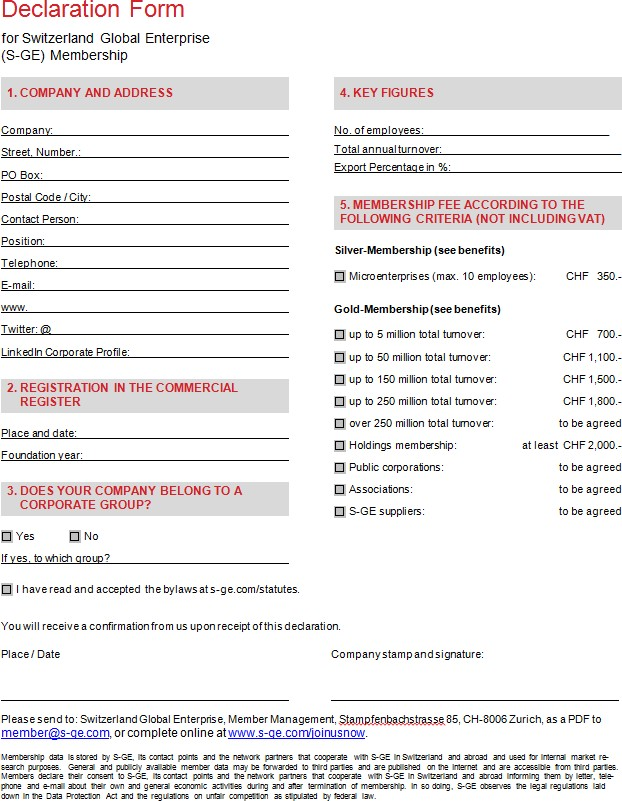 Declaration Form
for Switzerland Global Enterprise
(S-GE) Membership
1. COMPANY AND ADDRESS
Company:
Street, Number.:
PO Box:
Postal Code / City:
Contact Person:
Position:
Telephone:
E-mail:
www.
Twitter: @
LinkedIn Corporate Profile:
2. REGISTRATION IN THE COMMERCIAL
REGISTER
Place and date:
Foundation year:
3. DOES YOUR COMPANY BELONG TO A
CORPORATE GROUP?
Yes No
If yes, to which group?
I have read and accepted the bylaws at s-ge.com/statutes.
4. KEY FIGURES
No. of employees:
Total annual turnover:
Export Percentage in %:
5. MEMBERSHIP FEE ACCORDING TO THE
FOLLOWING CRITERIA (NOT INCLUDING VAT)
Silver-Membership (see benefits)
Microenterprises (max. 10 employees): CHF 350.-
Gold-Membership (see benefits)
up to 5 million total turnover: CHF 700.-
up to 50 million total turnover: CHF 1,100.-
up to 150 million total turnover: CHF 1,500.-
up to 250 million total turnover: CHF 1,800.-
over 250 million total turnover: to be agreed
Holdings membership: at least CHF 2,000.-
Public corporations: to be agreed
Associations: to be agreed
S-GE suppliers: to be agreed
You will receive a confirmation from us upon receipt of this declaration.
Place / Date Company stamp and signature:
Please send to: Switzerland Global Enterprise, Member Management, Stampfenbachstrasse 85, CH-8006 Zurich, as a PDF to
member@s-ge.com, or complete online at www.s-ge.com/joinusnow.
Membership data is stored by S-GE, its contact points and the network partners that cooperate with S-GE in Switzerland and abroad and used for internal market re-
search purposes. General and publicly available member data may be forwarded to third parties and are published on the internet and are accessible from third parties.
Members declare their consent to S-GE, its contact points and the network partners that cooperate with S-GE in Switzerland and abroad informing them by letter, tele-
phone and e-mail about their own and general economic activities during and after termination of membership. In so doing, S-GE observes the legal regulations laid
down in the Data Protection Act and the regulations on unfair competition as stipulated by federal law.